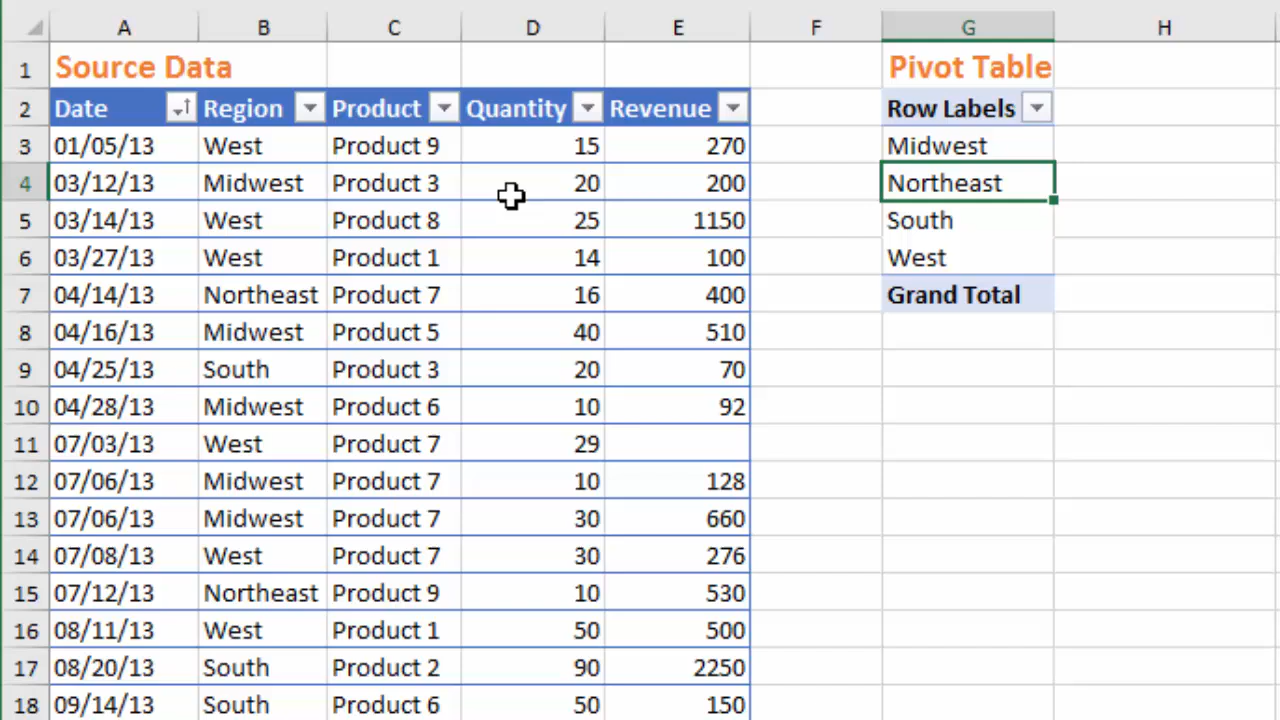 A B C D E F G H
1 Source Data Pivot Table
2 Date Region Product Quantity Revenue Row Labels
3 01/05/13 West Product 9 15 270 Midwest
4 03/12/13 Midwest Product 3 20 200 Northeast
5 03/14/13 West Product 8 25 1150 South
6 03/27/13 West Product 1 14 100 West
7 04/14/13 Northeast Product 7 16 400 Grand Total
8 04/16/13 Midwest Product 5 40 510
9 04/25/13 South Product 3 20 70
10 04/28/13 Midwest Product 6 10 92
11 07/03/13 West Product 7 29
12 07/06/13 Midwest Product 7 10 128
13 07/06/13 Midwest Product 7 30 660
14 07/08/13 West Product 7 30 276
15 07/12/13 Northeast Product 9 10 530
16 08/11/13 West Product 1 50 500
17 08/20/13 South Product 2 90 2250
18 09/14/13 South Product 6 50 150